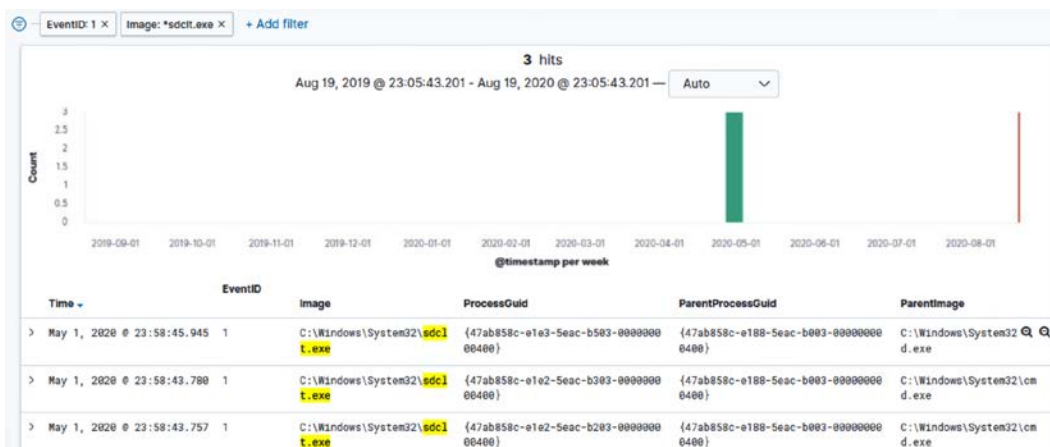 EventID: 1 × Image: *sdclt.exe × + Add filter
3 hits
Aug 19, 2019 @ 23:05:43.201 - Aug 19, 2020 @ 23:05:43.201 — Auto
Count
3
2.5
2
1.5
1
0.5
0
2019-09-01 2019-10-01 2019-11-01 2019-12-01 2020-01-01 2020-02-01 2020-03-01 2020-04-01 2020-05-01 2020-06-01 2020-07-01 2020-08-01
@timestamp per week
Time EventID Image ProcessGuid ParentProcessGuid ParentImage
> May 1, 2020 @ 23:58:45.945 1 C:\Windows\System32\sdcl {47ab858c-e1e3-5eac-b503-0000000 {47ab858c-e188-5eac-b003-00000000 C:\Windows\System32
t.exe 00400} 0400} d.exe
> May 1, 2020 @ 23:58:43.780 1 C:\Windows\System32\sdcl {47ab858c-e1e2-5eac-b303-0000000 {47ab858c-e188-5eac-b003-00000000 C:\Windows\System32\cm
t.exe 00400} 0400} d.exe
> May 1, 2020 @ 23:58:43.757 1 C:\Windows\System32\sdcl {47ab858c-e1e2-5eac-b203-0000000 {47ab858c-e188-5eac-b003-00000000 C:\Windows\System32\cm
t.exe 00400} 0400} d.exe